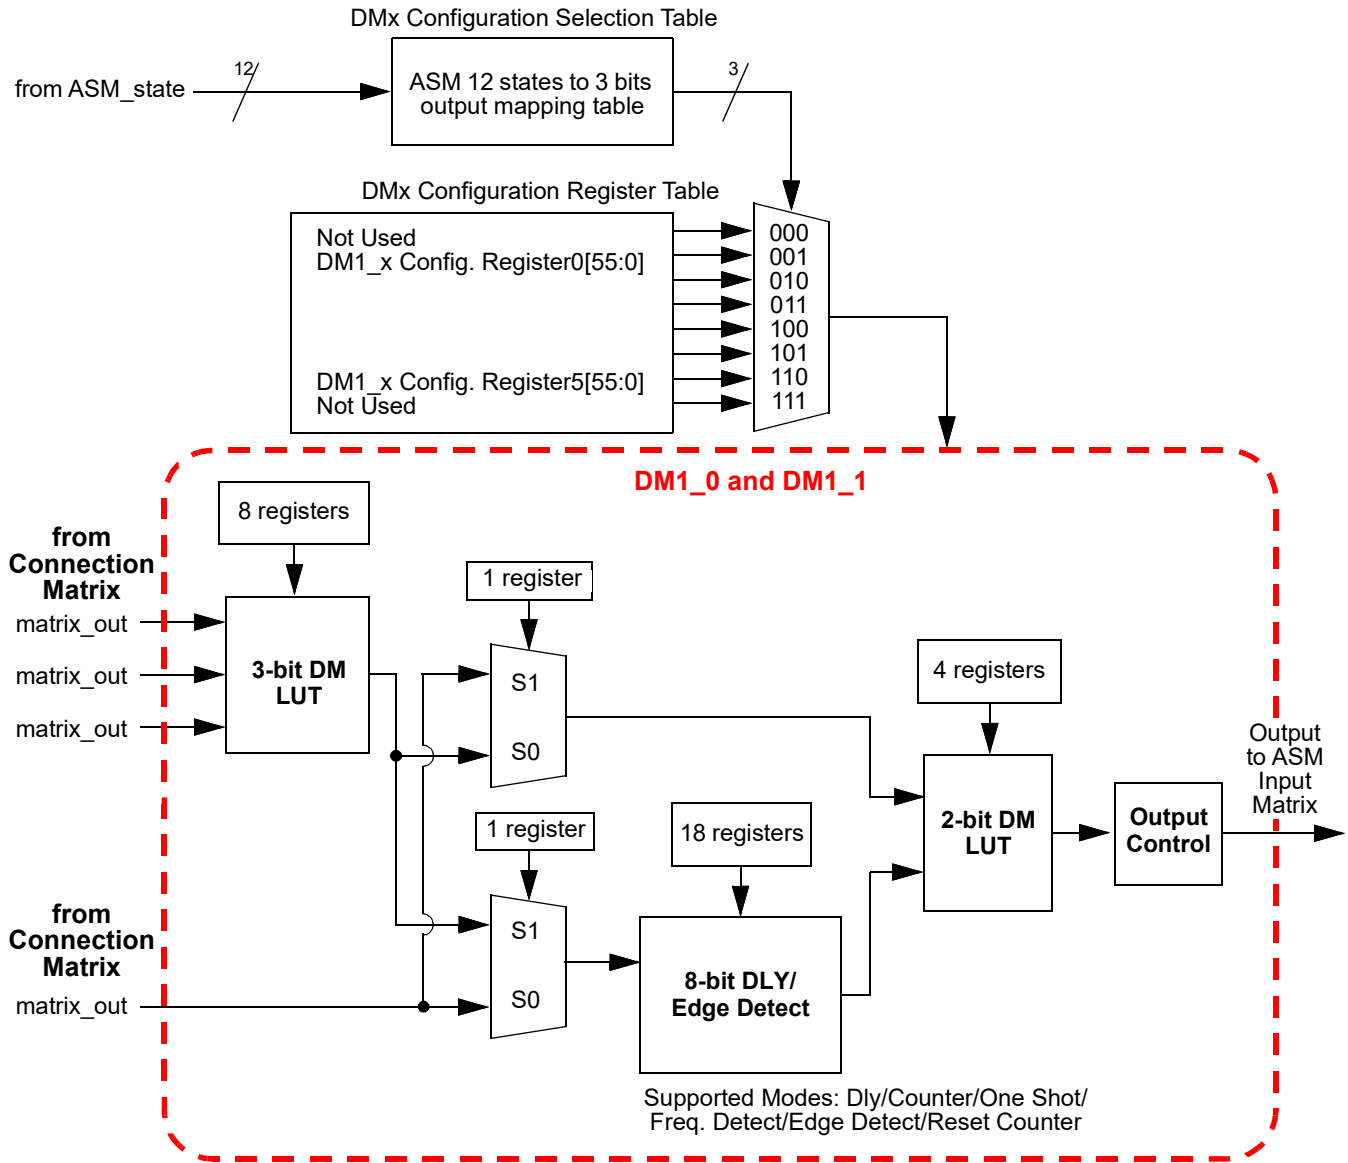 DMx Configuration Selection Table
from ASM_state
12
ASM 12 states to 3 bits
output mapping table
3
DMx Configuration Register Table
Not Used
DM1_x Config. Register0[55:0]
DM1_x Config. Register5[55:0]
Not Used
000
001
010
011
100
101
110
111
DM1_0 and DM1_1
8 registers
from
Connection
Matrix
matrix_out
matrix_out
matrix_out
3-bit DM
LUT
1 register
S1
S0
4 registers
1 register
18 registers
2-bit DM
LUT
Output
Control
Output
to ASM
Input
Matrix
from
Connection
Matrix
matrix_out
S1
S0
8-bit DLY/
Edge Detect
Supported Modes: Dly/Counter/One Shot/
Freq. Detect/Edge Detect/Reset Counter